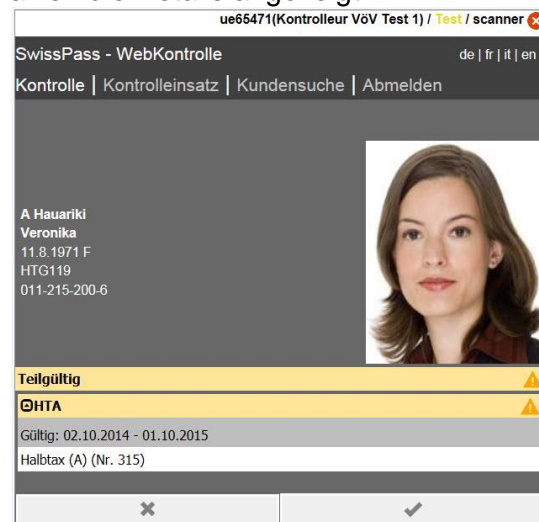 ue65471(Kontrolleur VöV Test 1) / Test / scanner
SwissPass - WebKontrolle de | fr | it | en
Kontrolle | Kontrolleinsatz | Kundensuche | Abmelden
A Hauariki
Veronika
11.8.1971 F
HTG119
011-215-200-6
Teilgültig
HTA
Gültig: 02.10.2014 - 01.10.2015
Halbtax (A) (Nr. 315)